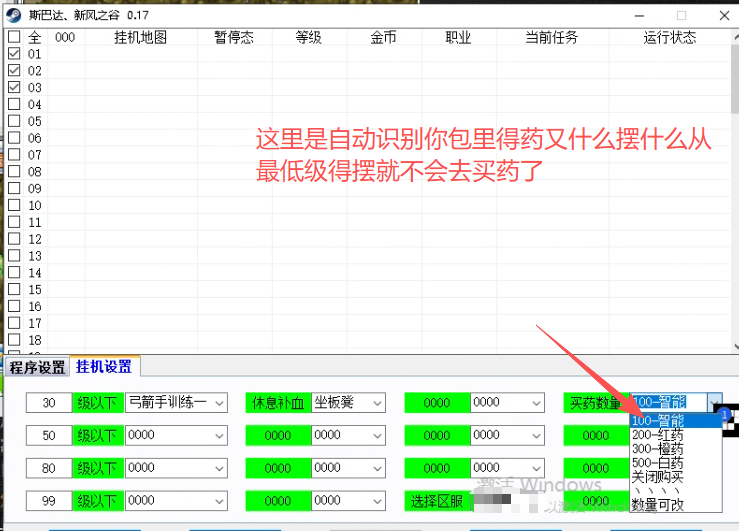 斯巴达、新风之谷 0.17
全 000 挂机地图 暂停态 等级 金币 职业 当前任务 运行状态
01
02
03
04
05
06
07
08
09
10
11
12
13
14
15
16
17
18
这里是自动识别你包里得药又什么摆什么从
最低级得摆就不会去买药了
程序设置 挂机设置
30 级以下 弓箭手训练一 休息补血 坐板凳 0000 0000 买药数量 100-智能
50 级以下 0000 0000 0000 0000 0000 0000
80 级以下 0000 0000 0000 0000 0000 0000
99 级以下 0000 0000 0000 选择区服 0000
100-智能
200-红药
300-橙药
500-白药
关闭购买
、、、、
数量可改
1
激活 Windows